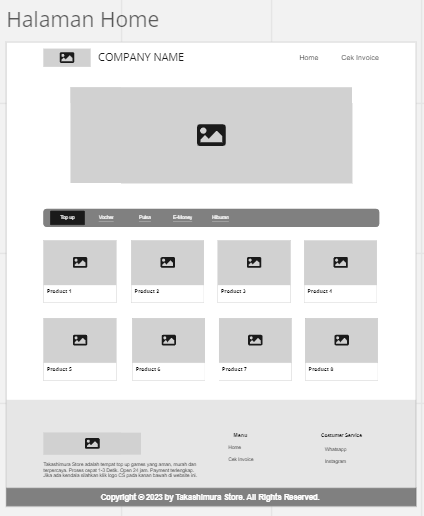 Halaman Home
COMPANY NAME
Home
Cek Invoice
Top up
Vocher
Pulsa
E-Money
Hiburan
Product 1
Product 2
Product 3
Product 4
Product 5
Product 6
Product 7
Product 8
Takashimura Store adalah tempat top up games yang aman, murah dan
terpercaya. Proses cepat 1-3 Detik. Open 24 jam. Payment terlengkap.
Jika ada kendala silahkan klik logo CS pada kanan bawah di website ini.
Menu
Home
Cek Invoice
Costumer Service
Whatsapp
Instagram
Copyright © 2023 by Takashimura Store. All Rights Reserved.